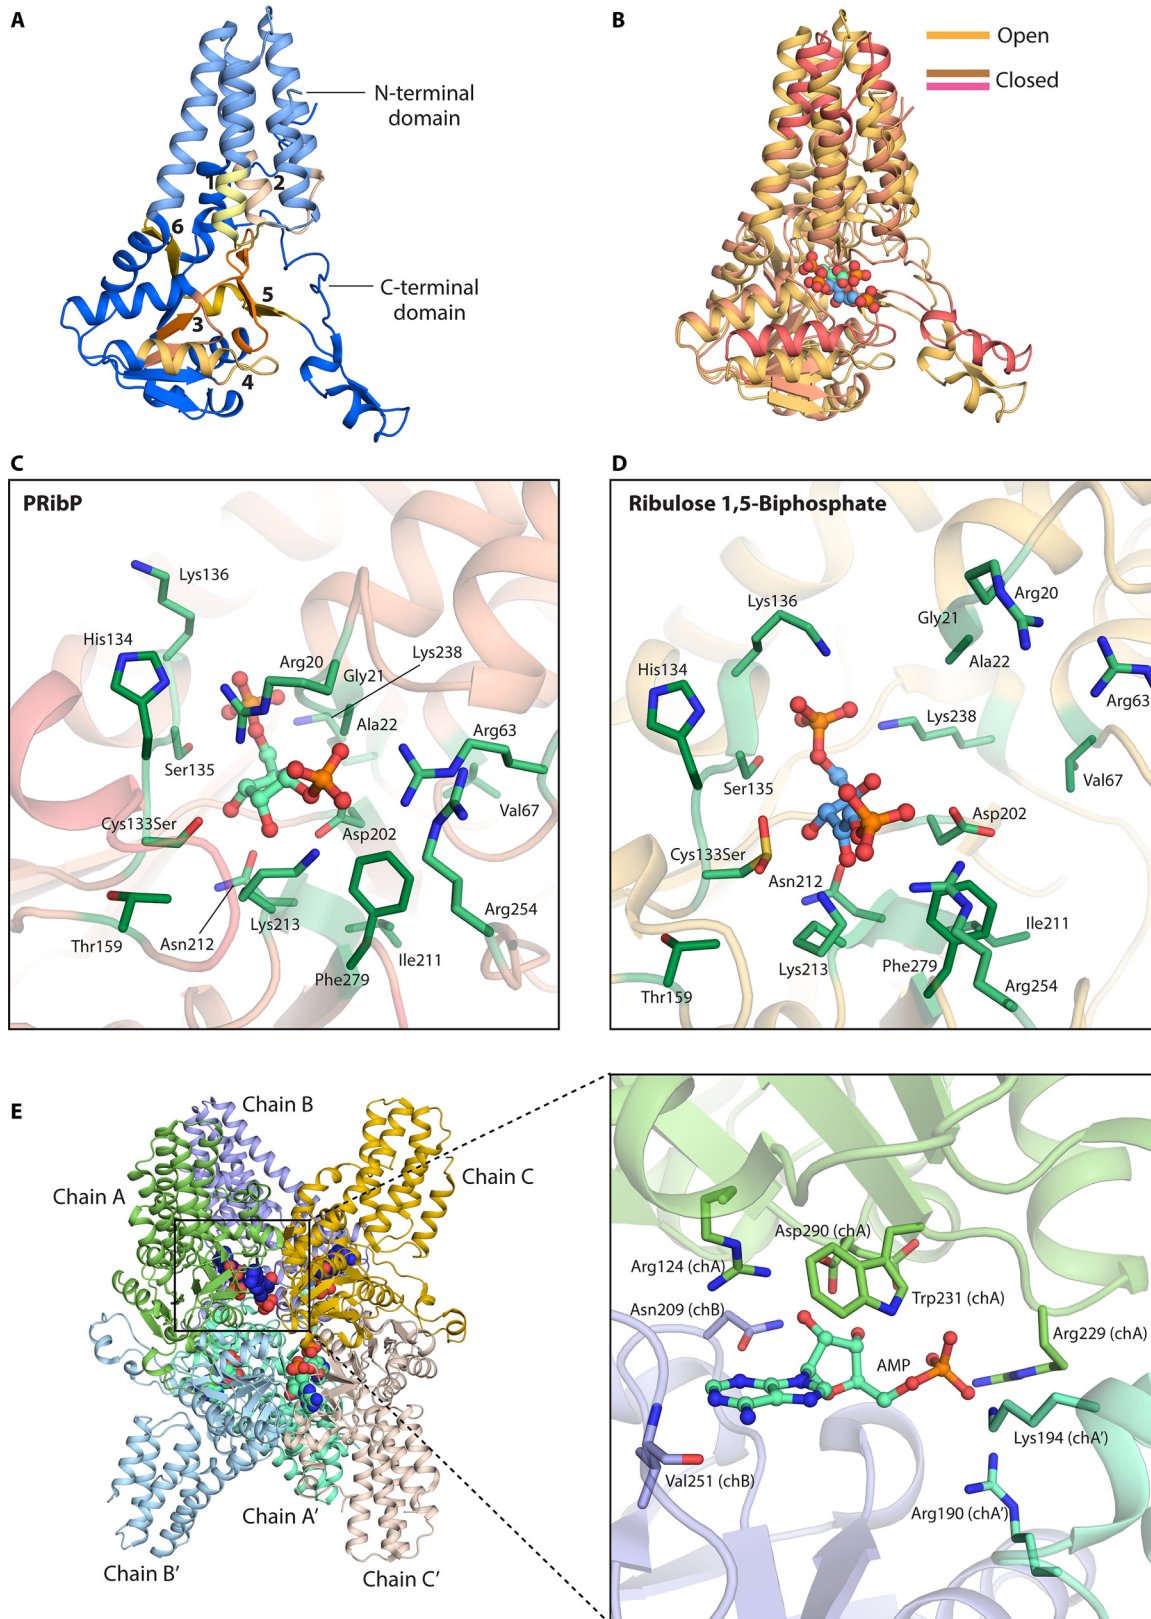 A
N-terminal
domain
1
2
6
5
C-terminal
domain
3
4
B
Open
Closed
C
PRibP
Lys136
His134
Arg20
Lys238
Gly21
Ala22
Arg63
Ser135
Val67
Cys133Ser
Asp202
Thr159
Asn212
Lys213
Arg254
Ile211
Phe279
D
Ribulose 1,5-Biphosphate
Lys136
Arg20
Gly21
His134
Ala22
Arg63
Lys238
Ser135
Val67
Asp202
Cys133Ser
Asn212
Ile211
Lys213
Phe279
Thr159
Arg254
E
Chain B
Chain A
Chain C
Chain A′
Chain B′
Chain C′
Asp290 (chA)
Arg124 (chA)
Trp231 (chA)
Asn209 (chB)
Arg229 (chA)
AMP
Lys194 (chA′)
Val251 (chB)
Arg190 (chA′)